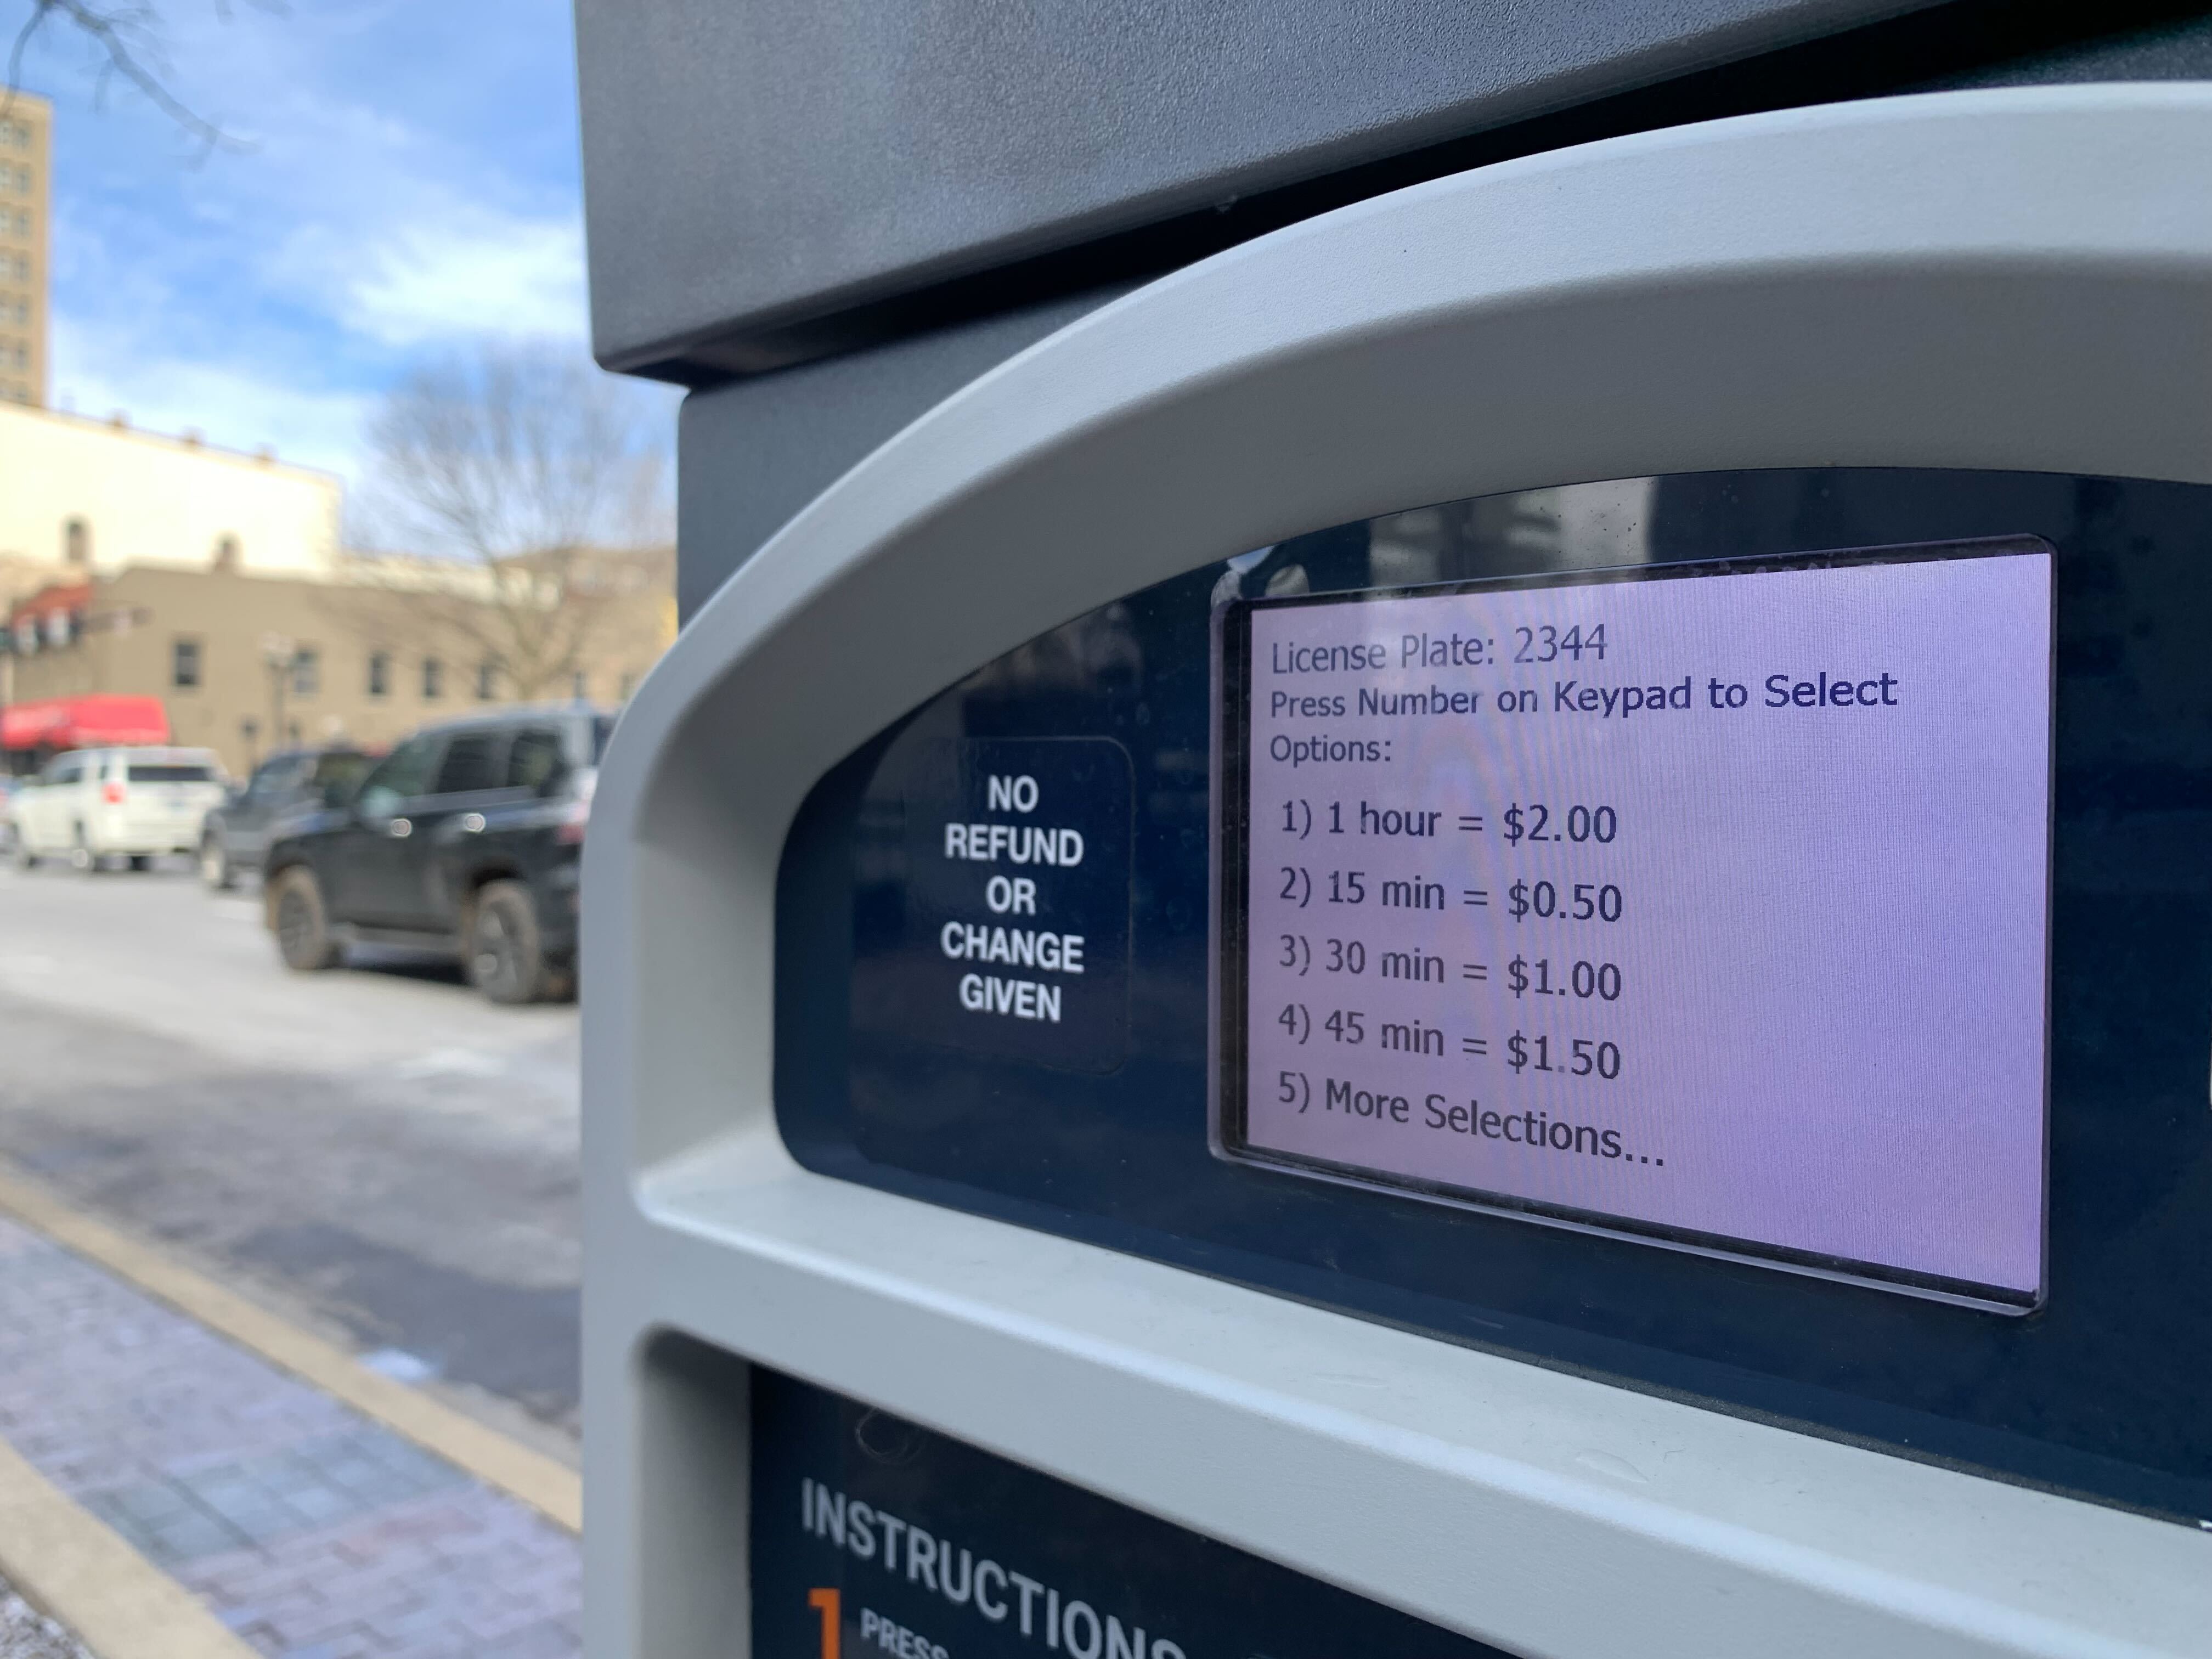 NO
REFUND
OR
CHANGE
GIVEN
License Plate: 2344
Press Number on Keypad to Select
Options:
1) 1 hour = $2.00
2) 15 min = $0.50
3) 30 min = $1.00
4) 45 min = $1.50
5) More Selections...
INSTRUCTIONS
1 PRESS